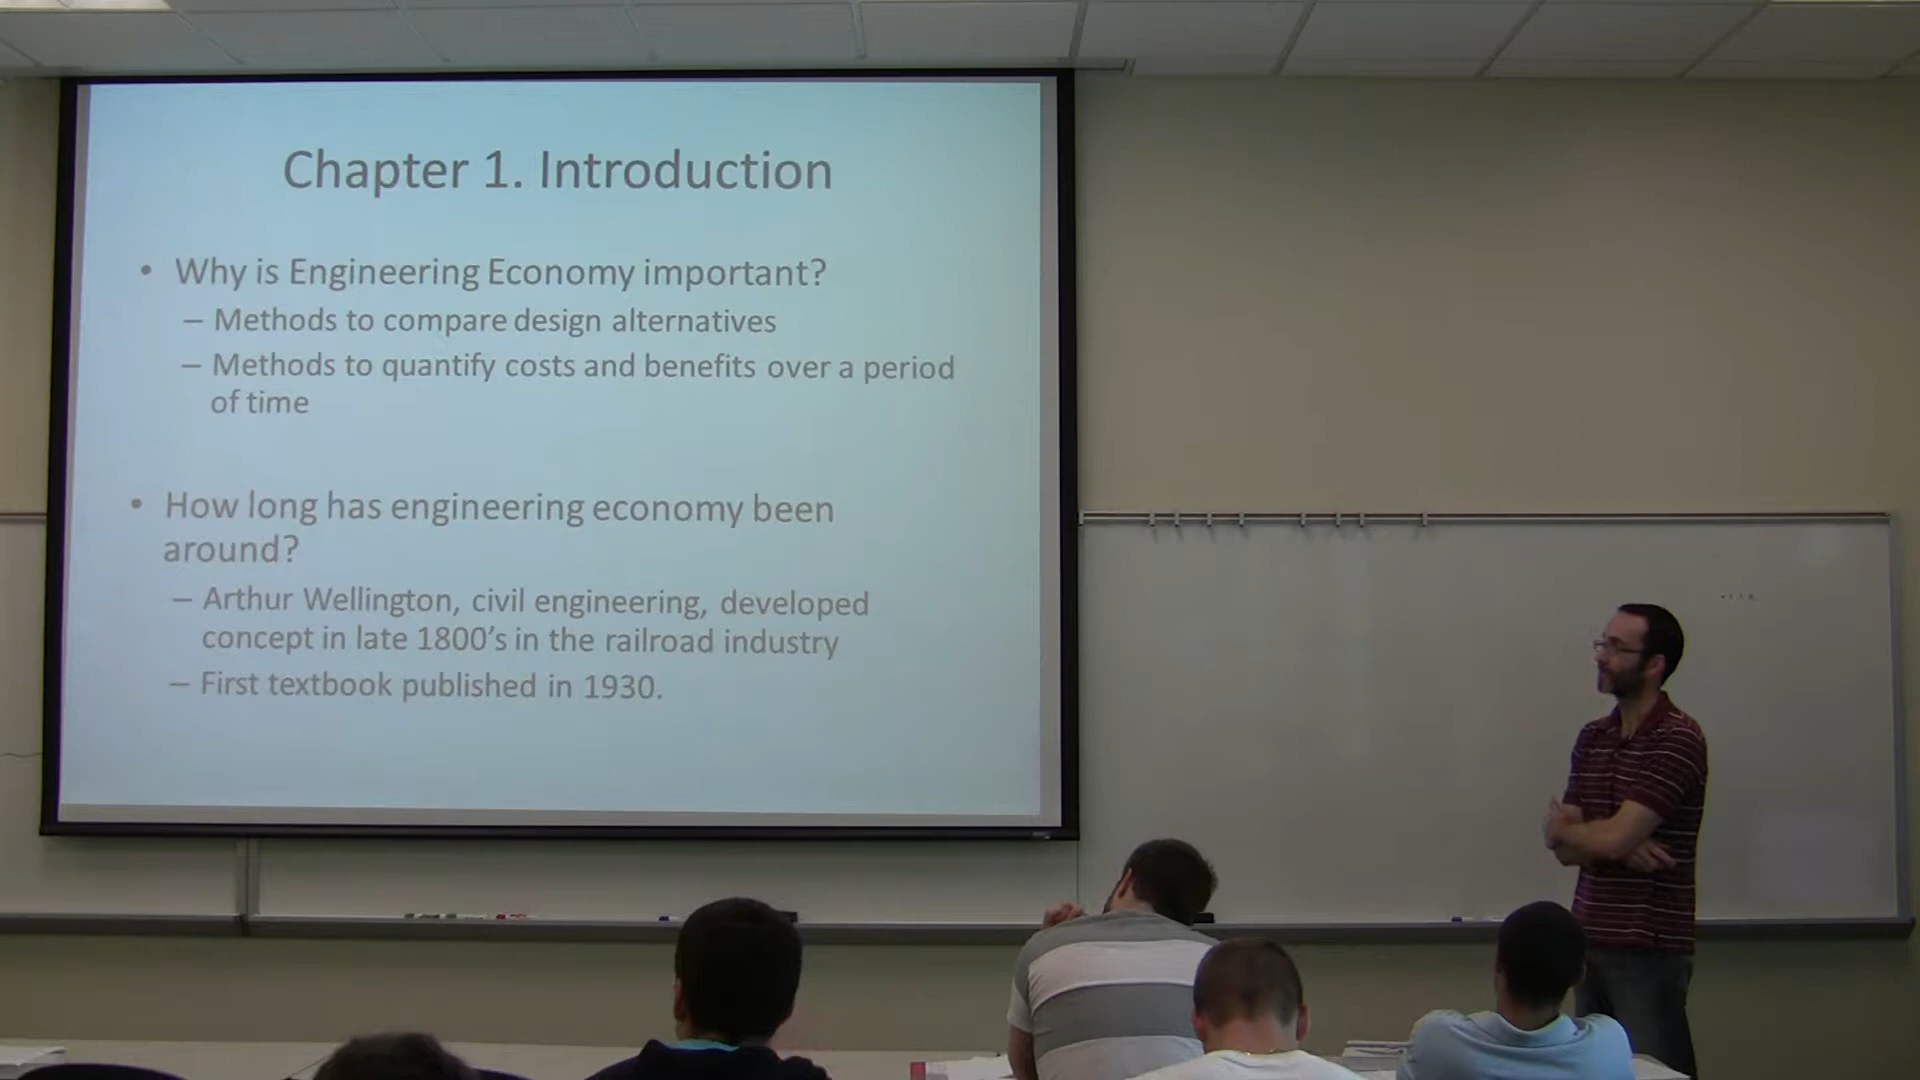 Chapter 1. Introduction
• Why is Engineering Economy important?
– Methods to compare design alternatives
– Methods to quantify costs and benefits over a period
of time
• How long has engineering economy been
around?
– Arthur Wellington, civil engineering, developed
concept in late 1800's in the railroad industry
– First textbook published in 1930.